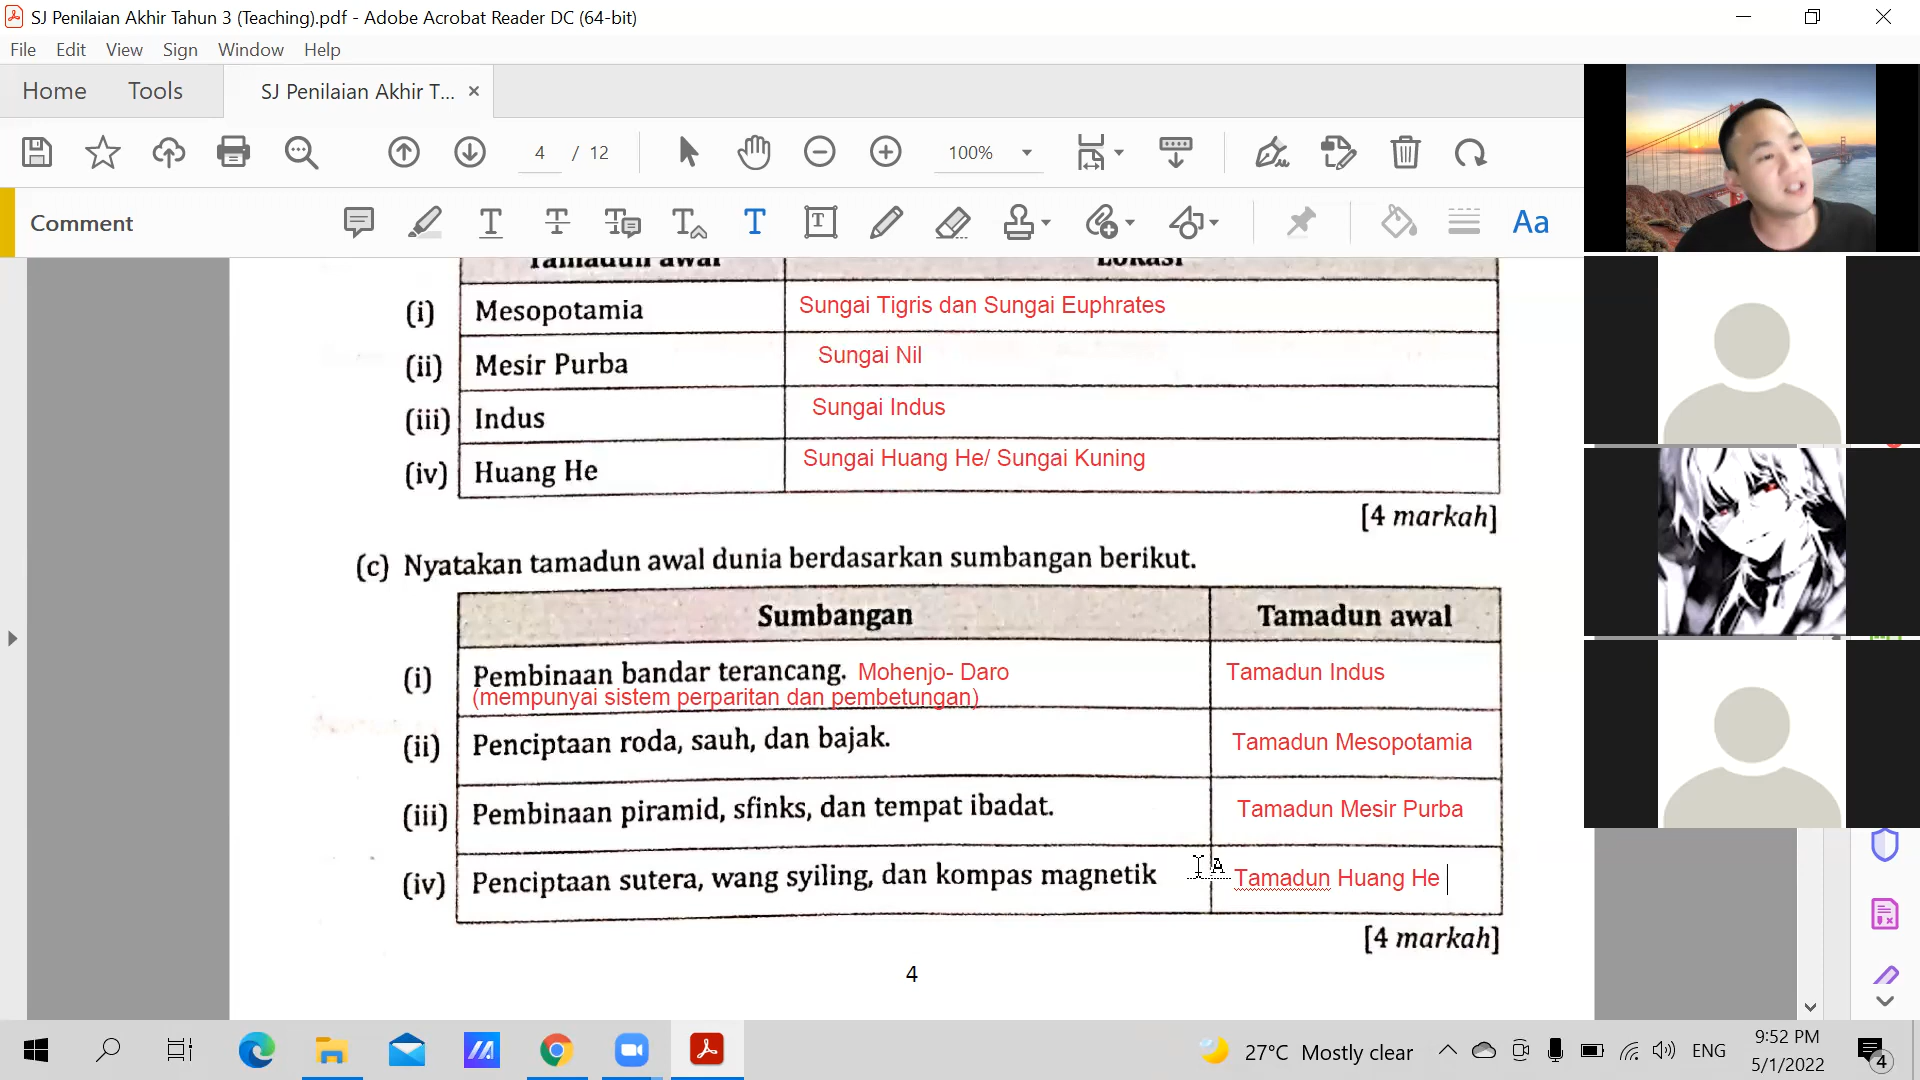 SJ Penilaian Akhir Tahun 3 (Teaching).pdf - Adobe Acrobat Reader DC (64-bit)
File Edit View Sign Window Help
Home Tools SJ Penilaian Akhir T... ×
4 / 12 100%
Comment
Aa
Tamadun awal Lokasi
(i) Mesopotamia Sungai Tigris dan Sungai Euphrates
(ii) Mesir Purba Sungai Nil
(iii) Indus Sungai Indus
(iv) Huang He Sungai Huang He/ Sungai Kuning
[4 markah]
(c) Nyatakan tamadun awal dunia berdasarkan sumbangan berikut.
Sumbangan Tamadun awal
(i) Pembinaan bandar terancang. Mohenjo- Daro Tamadun Indus
(mempunyai sistem perparitan dan pembetungan)
(ii) Penciptaan roda, sauh, dan bajak. Tamadun Mesopotamia
(iii) Pembinaan piramid, sfinks, dan tempat ibadat. Tamadun Mesir Purba
(iv) Penciptaan sutera, wang syiling, dan kompas magnetik Tamadun Huang He
[4 markah]
4
27°C Mostly clear ENG 9:52 PM
5/1/2022 4